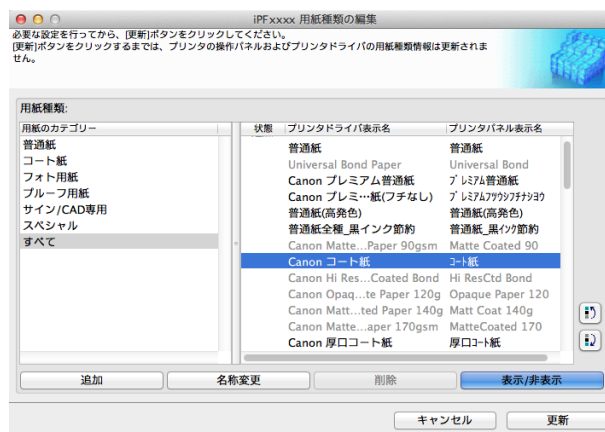 iPFxxxx 用紙種類の編集
必要な設定を行ってから、[更新]ボタンをクリックしてください。
[更新]ボタンをクリックするまでは、プリンタの操作パネルおよびプリンタドライバの用紙種類情報は更新されま
せん。
用紙種類:
用紙のカテゴリー
普通紙
コート紙
フォト用紙
プルーフ用紙
サイン/CAD専用
スペシャル
すべて
状態 プリンタドライバ表示名 プリンタパネル表示名
普通紙 普通紙
Universal Bond Paper Universal Bond
Canon プレミアム普通紙 プレミアム普通紙
Canon プレミ…紙(フチなし) プレミアムフツウシフチナシヨウ
普通紙(高発色) 普通紙(高発色)
普通紙全種_黒インク節約 普通紙_黒インク節約
Canon Matte…Paper 90gsm Matte Coated 90
Canon コート紙 コート紙
Canon Hi Res…Coated Bond Hi ResCtd Bond
Canon Opaq…te Paper 120g Opaque Paper 120
Canon Matt…ted Paper 140g Matt Coat 140g
Canon Matte…aper 170gsm MatteCoated 170
Canon 厚口コート紙 厚口コート紙
追加 名称変更 削除 表示/非表示
キャンセル 更新